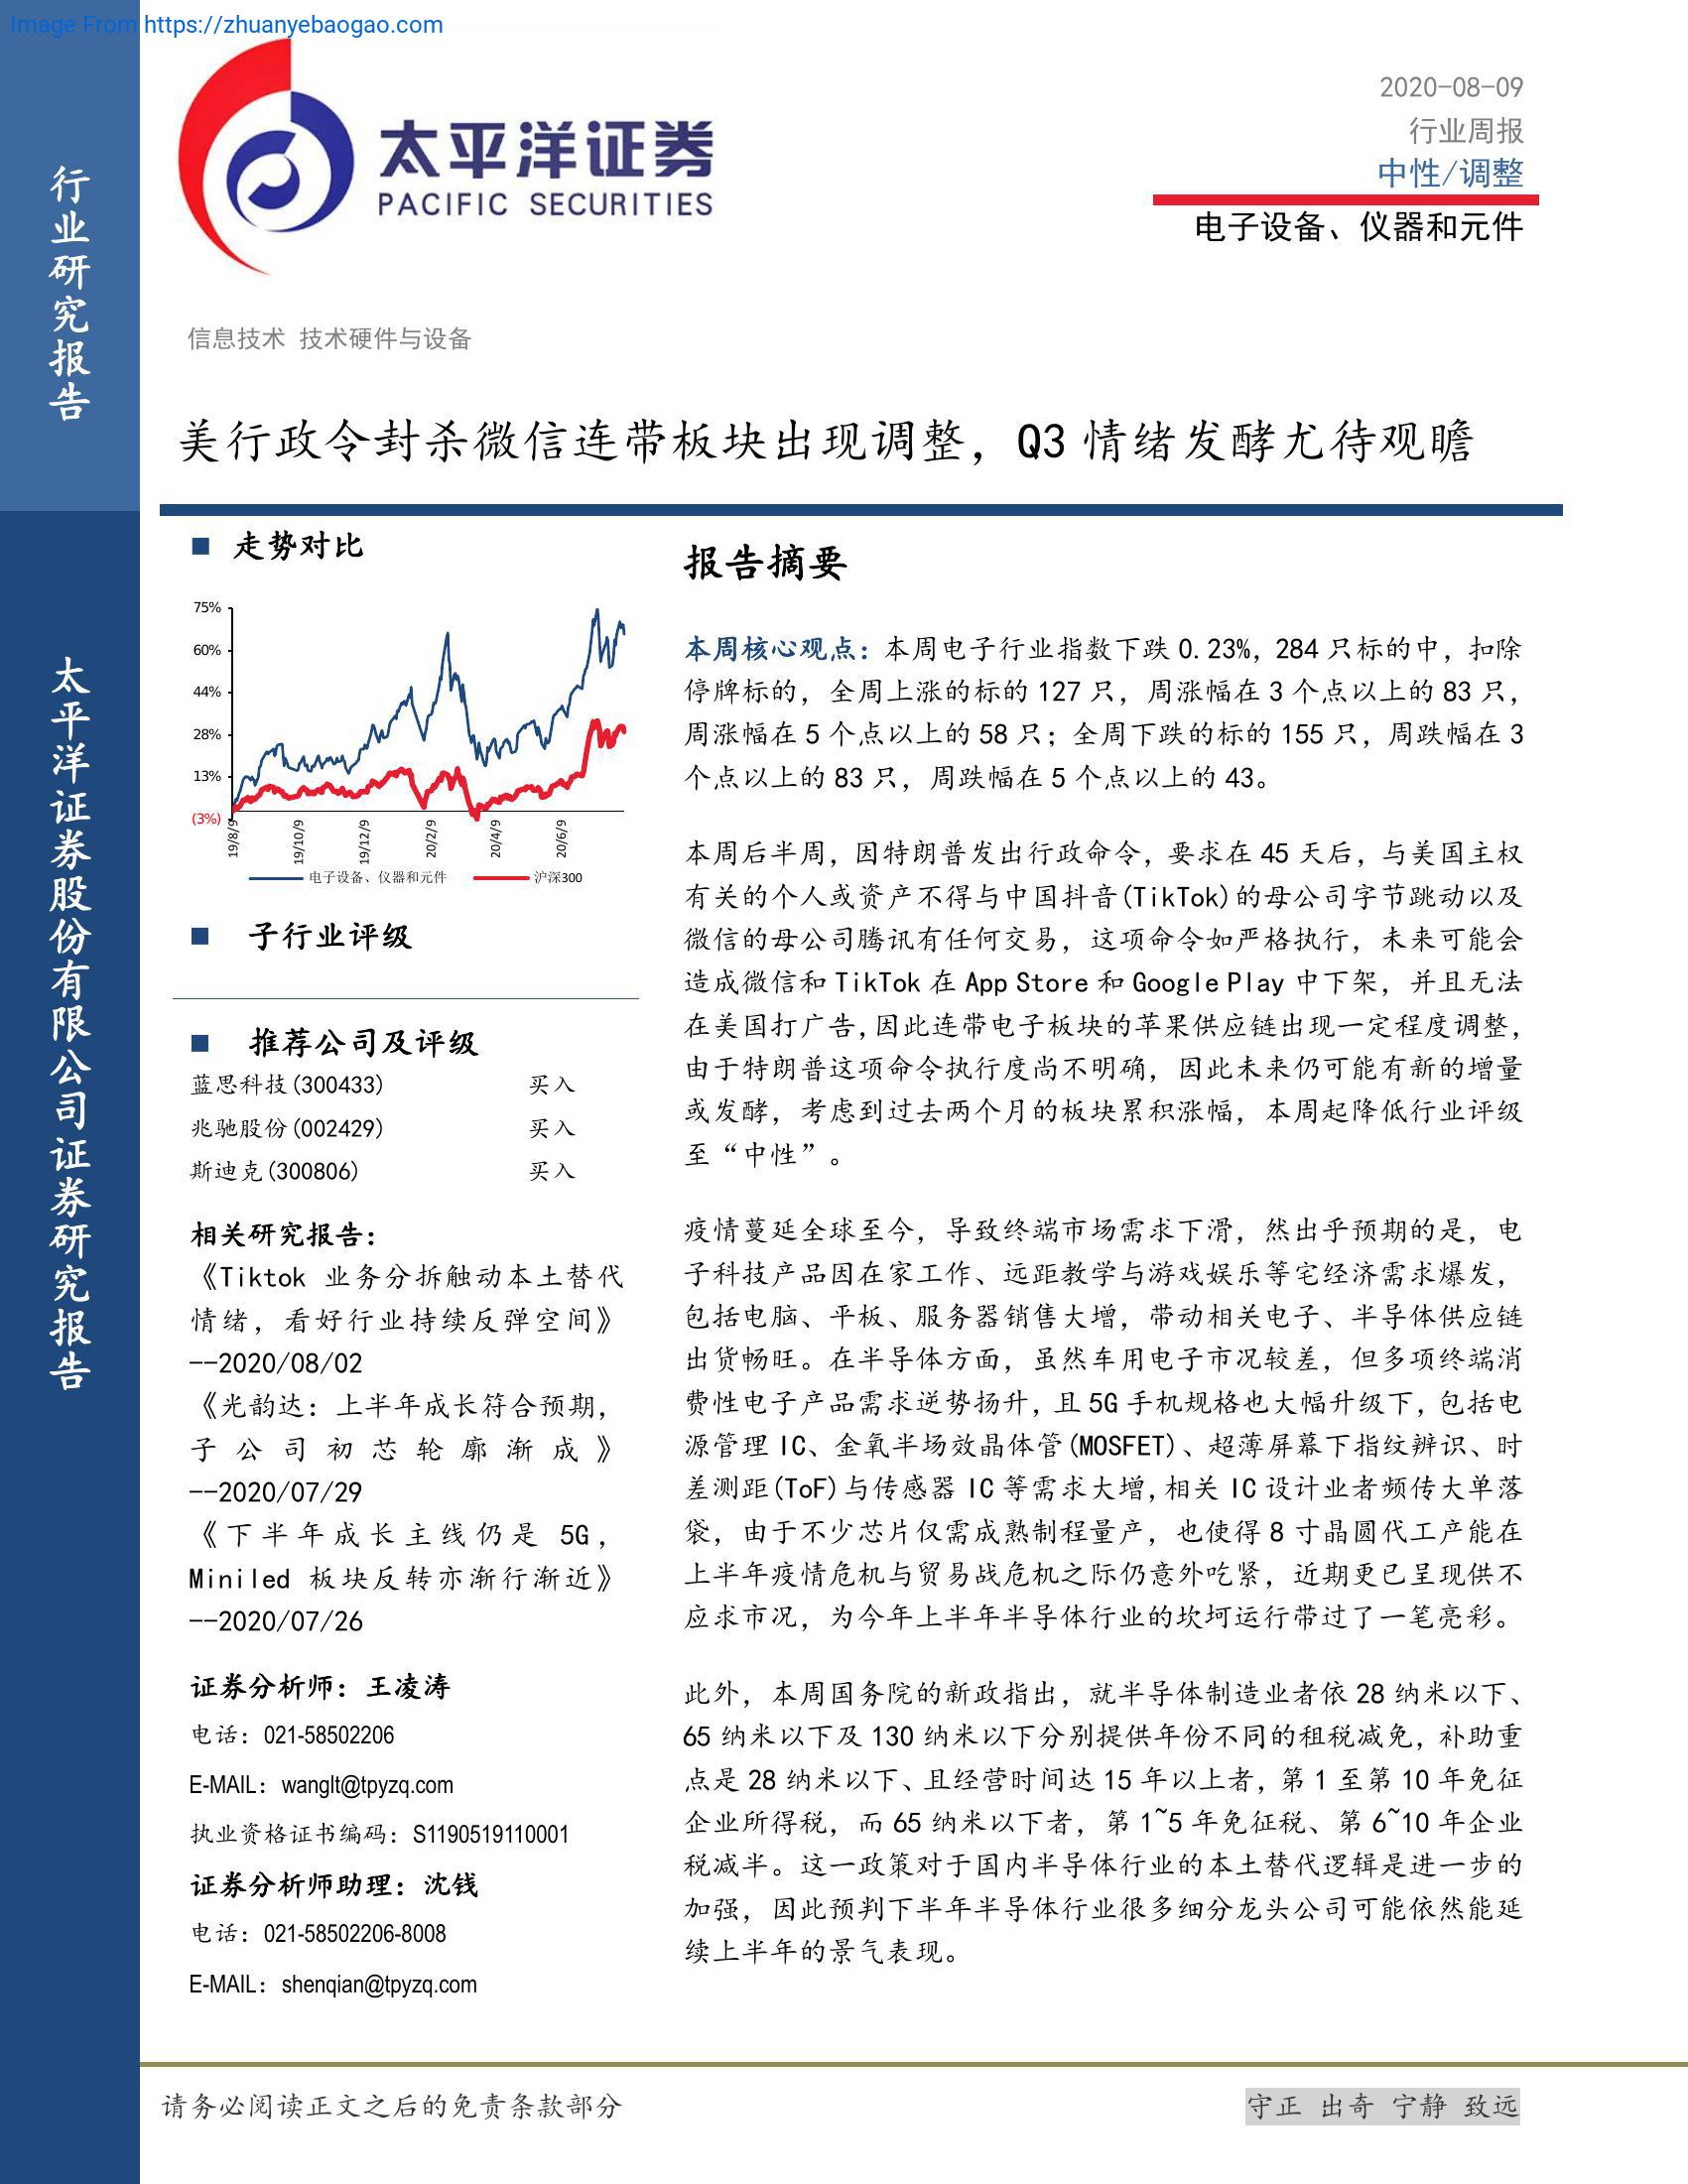 Image From https://zhuanyebaogao.com
行业研究报告
太平洋证券股份有限公司证券研究报告
太平洋证券
PACIFIC SECURITIES
2020-08-09
行业周报
中性/调整
电子设备、仪器和元件
信息技术 技术硬件与设备
美行政令封杀微信连带板块出现调整，Q3 情绪发酵尤待观瞻
■ 走势对比
75%
60%
44%
28%
13%
(3%)
19/8/9
19/10/9
19/12/9
20/2/9
20/4/9
20/6/9
电子设备、仪器和元件 沪深300
■ 子行业评级
■ 推荐公司及评级
蓝思科技(300433) 买入
兆驰股份(002429) 买入
斯迪克(300806) 买入
相关研究报告：
《Tiktok 业务分拆触动本土替代
情绪，看好行业持续反弹空间》
--2020/08/02
《光韵达：上半年成长符合预期，
子公司初芯轮廓渐成》
--2020/07/29
《下半年成长主线仍是 5G，
Miniled 板块反转亦渐行渐近》
--2020/07/26
证券分析师：王凌涛
电话：021-58502206
E-MAIL：wanglt@tpyzq.com
执业资格证书编码：S1190519110001
证券分析师助理：沈钱
电话：021-58502206-8008
E-MAIL：shenqian@tpyzq.com
报告摘要
本周核心观点：本周电子行业指数下跌 0.23%，284 只标的中，扣除
停牌标的，全周上涨的标的 127 只，周涨幅在 3 个点以上的 83 只，
周涨幅在 5 个点以上的 58 只；全周下跌的标的 155 只，周跌幅在 3
个点以上的 83 只，周跌幅在 5 个点以上的 43。
本周后半周，因特朗普发出行政命令，要求在 45 天后，与美国主权
有关的个人或资产不得与中国抖音(TikTok)的母公司字节跳动以及
微信的母公司腾讯有任何交易，这项命令如严格执行，未来可能会
造成微信和 TikTok 在 App Store 和 Google Play 中下架，并且无法
在美国打广告,因此连带电子板块的苹果供应链出现一定程度调整，
由于特朗普这项命令执行度尚不明确，因此未来仍可能有新的增量
或发酵，考虑到过去两个月的板块累积涨幅，本周起降低行业评级
至“中性”。
疫情蔓延全球至今，导致终端市场需求下滑，然出乎预期的是，电
子科技产品因在家工作、远距教学与游戏娱乐等宅经济需求爆发，
包括电脑、平板、服务器销售大增，带动相关电子、半导体供应链
出货畅旺。在半导体方面，虽然车用电子市况较差，但多项终端消
费性电子产品需求逆势扬升，且 5G 手机规格也大幅升级下，包括电
源管理 IC、金氧半场效晶体管(MOSFET)、超薄屏幕下指纹辨识、时
差测距(ToF)与传感器 IC 等需求大增,相关 IC 设计业者频传大单落
袋，由于不少芯片仅需成熟制程量产，也使得 8 寸晶圆代工产能在
上半年疫情危机与贸易战危机之际仍意外吃紧，近期更已呈现供不
应求市况，为今年上半年半导体行业的坎坷运行带过了一笔亮彩。
此外，本周国务院的新政指出，就半导体制造业者依 28 纳米以下、
65 纳米以下及 130 纳米以下分别提供年份不同的租税减免，补助重
点是 28 纳米以下、且经营时间达 15 年以上者，第 1 至第 10 年免征
企业所得税，而 65 纳米以下者，第 1~5 年免征税、第 6~10 年企业
税减半。这一政策对于国内半导体行业的本土替代逻辑是进一步的
加强，因此预判下半年半导体行业很多细分龙头公司可能依然能延
续上半年的景气表现。
请务必阅读正文之后的免责条款部分
守正 出奇 宁静 致远